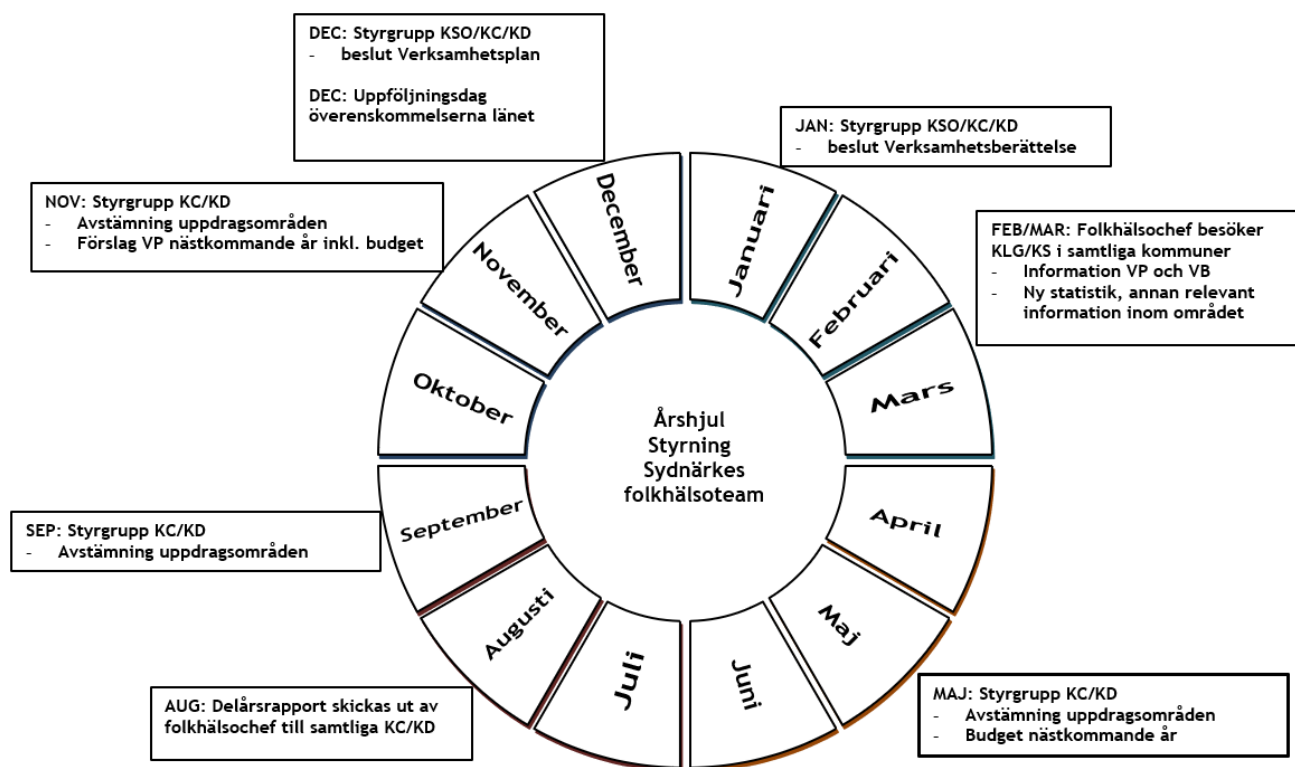 DEC: Styrgrupp KSO/KC/KD
- beslut Verksamhetsplan
DEC: Uppföljningsdag
överenskommelserna länet
JAN: Styrgrupp KSO/KC/KD
- beslut Verksamhetsberättelse
NOV: Styrgrupp KC/KD
- Avstämning uppdragsområden
- Förslag VP nästkommande år inkl. budget
FEB/MAR: Folkhälsochef besöker
KLG/KS i samtliga kommuner
- Information VP och VB
- Ny statistik, annan relevant
information inom området
Januari
Februari
Mars
April
Maj
Juni
Juli
Augusti
September
Oktober
November
December
Årshjul
Styrning
Sydnärkes
folkhälsoteam
SEP: Styrgrupp KC/KD
- Avstämning uppdragsområden
AUG: Delårsrapport skickas ut av
folkhälsochef till samtliga KC/KD
MAJ: Styrgrupp KC/KD
- Avstämning uppdragsområden
- Budget nästkommande år